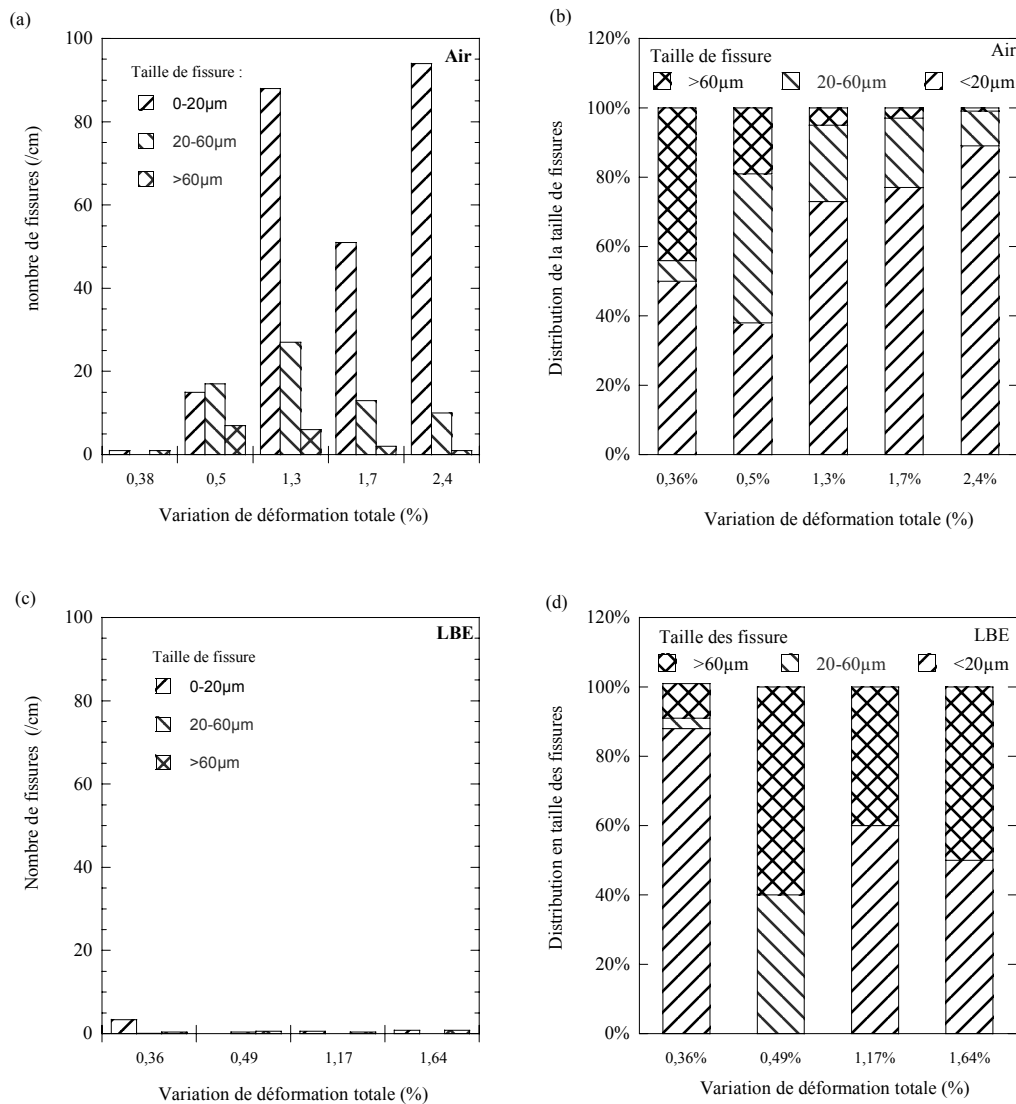 (a)
100
80
60
40
20
0
nombre de fissures (/cm)
Air
Taille de fissure :
0-20µm
20-60µm
>60µm
0,38 0,5 1,3 1,7 2,4
Variation de déformation totale (%)
(b)
120%
100%
80%
60%
40%
20%
0%
Distribution de la taille de fissures
Air
Taille de fissure
>60µm 20-60µm <20µm
0,36% 0,5% 1,3% 1,7% 2,4%
Variation de déformation totale (%)
(c)
100
80
60
40
20
0
Nombre de fissures (/cm)
LBE
Taille de fissure
0-20µm
20-60µm
>60µm
0,36 0,49 1,17 1,64
Variation de déformation totale (%)
(d)
120%
100%
80%
60%
40%
20%
0%
Distribution en taille des fissures
LBE
Taille des fissure
>60µm 20-60µm <20µm
0,36% 0,49% 1,17% 1,64%
Variation de déformation totale (%)